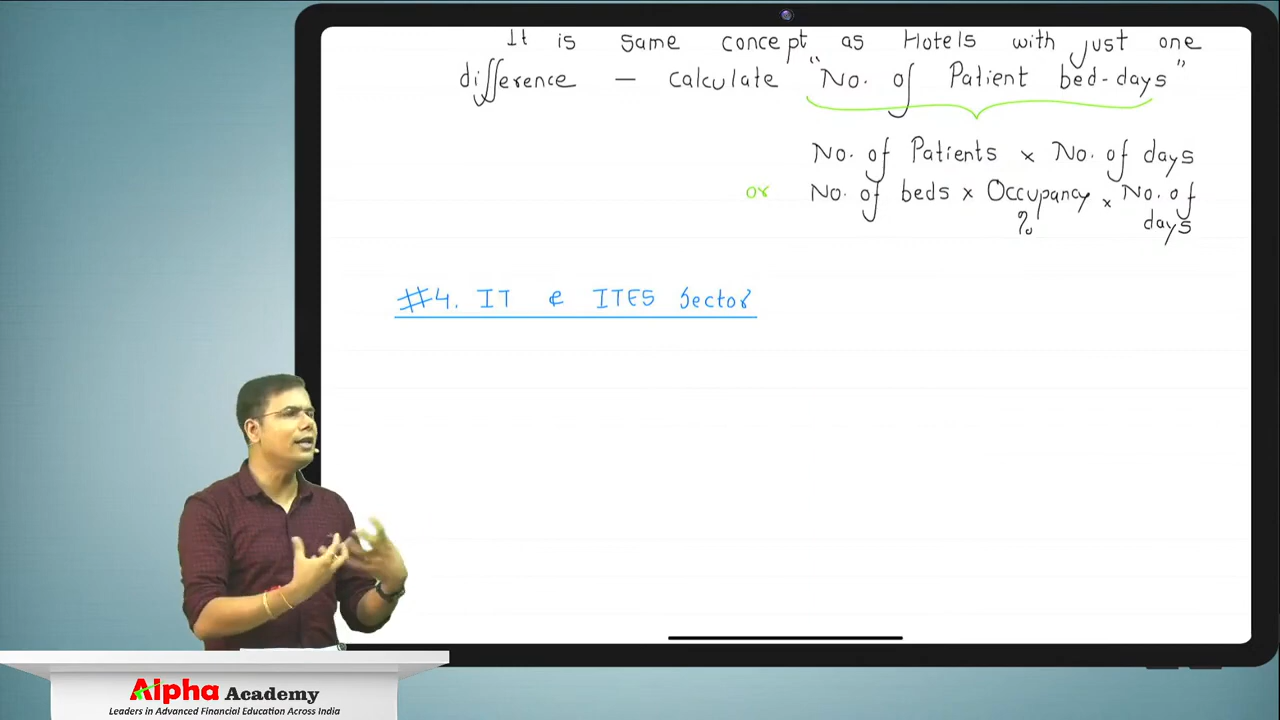 It is same concept as Hotels with just one
difference — calculate "No. of Patient bed-days"
No. of Patients × No. of days
or No. of beds × Occupancy × No. of
% days
#4. IT & ITES Sector
Alpha Academy
Leaders in Advanced Financial Education Across India